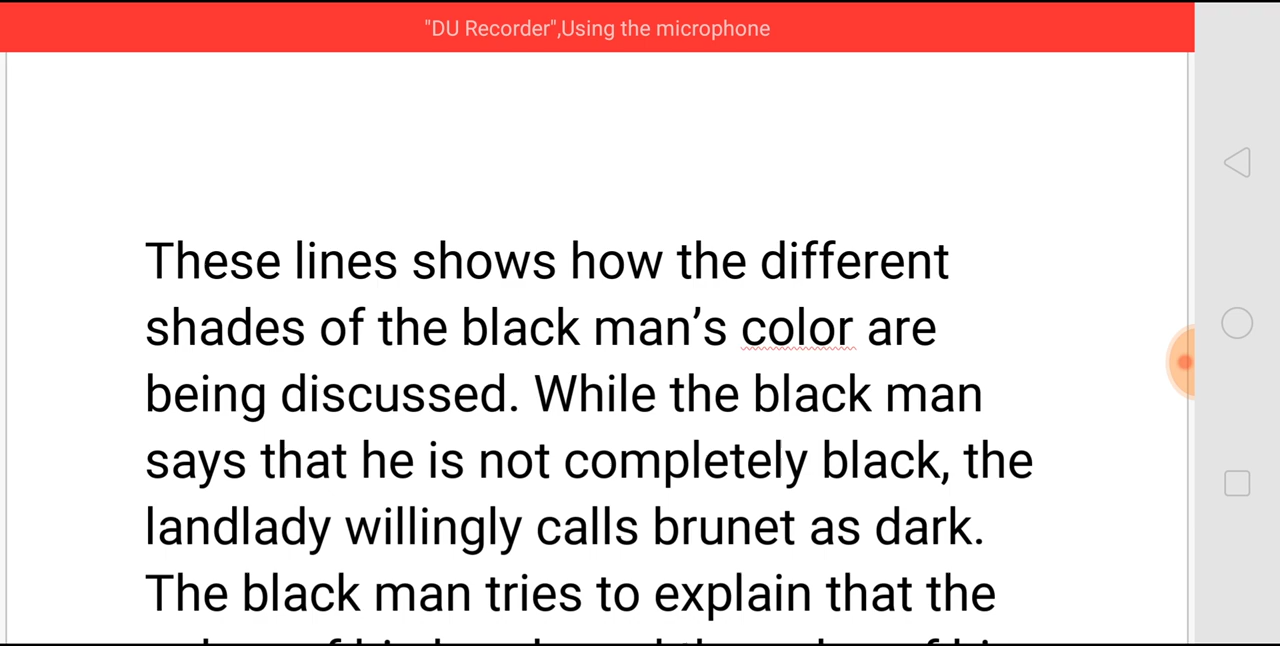 "DU Recorder",Using the microphone
These lines shows how the different
shades of the black man’s color are
being discussed. While the black man
says that he is not completely black, the
landlady willingly calls brunet as dark.
The black man tries to explain that the